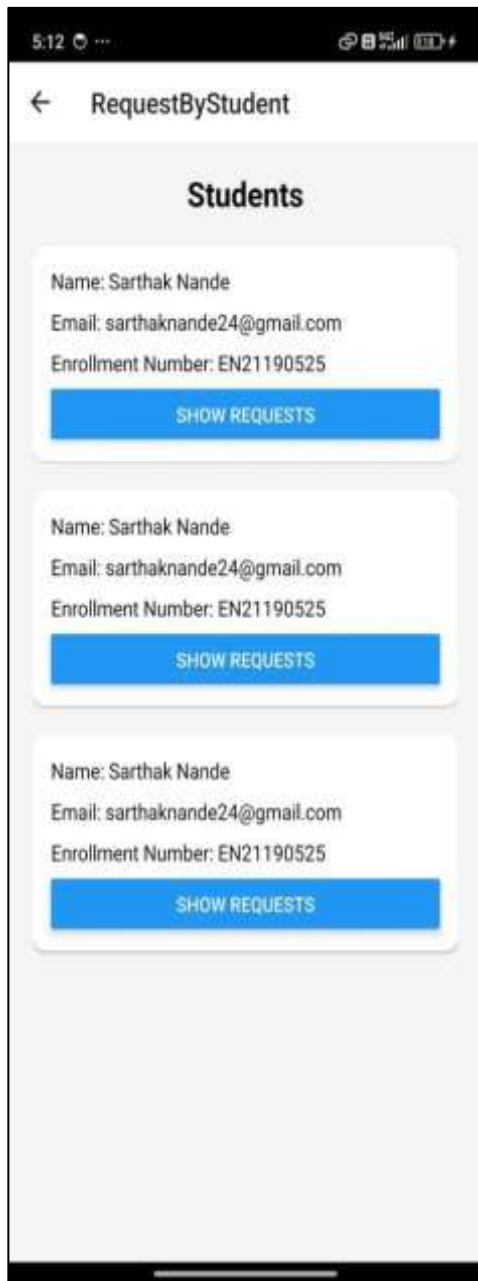 5:12
RequestByStudent
Students
Name: Sarthak Nande
Email: sarthaknande24@gmail.com
Enrollment Number: EN21190525
SHOW REQUESTS
Name: Sarthak Nande
Email: sarthaknande24@gmail.com
Enrollment Number: EN21190525
SHOW REQUESTS
Name: Sarthak Nande
Email: sarthaknande24@gmail.com
Enrollment Number: EN21190525
SHOW REQUESTS